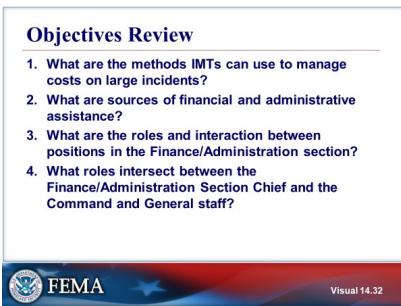 Objectives Review
1. What are the methods IMTs can use to manage
costs on large incidents?
2. What are sources of financial and administrative
assistance?
3. What are the roles and interaction between
positions in the Finance/Administration section?
4. What roles intersect between the
Finance/Administration Section Chief and the
Command and General staff?
FEMA
Visual 14.32